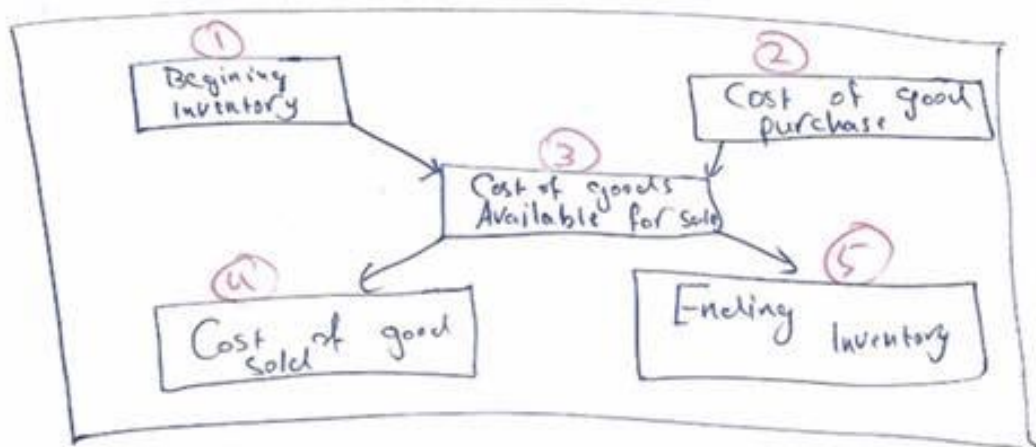 1
Begining
Inventory
2
Cost of good
purchase
3
Cost of goods
Available for sale
4
Cost of good
sold
5
Ending
Inventory